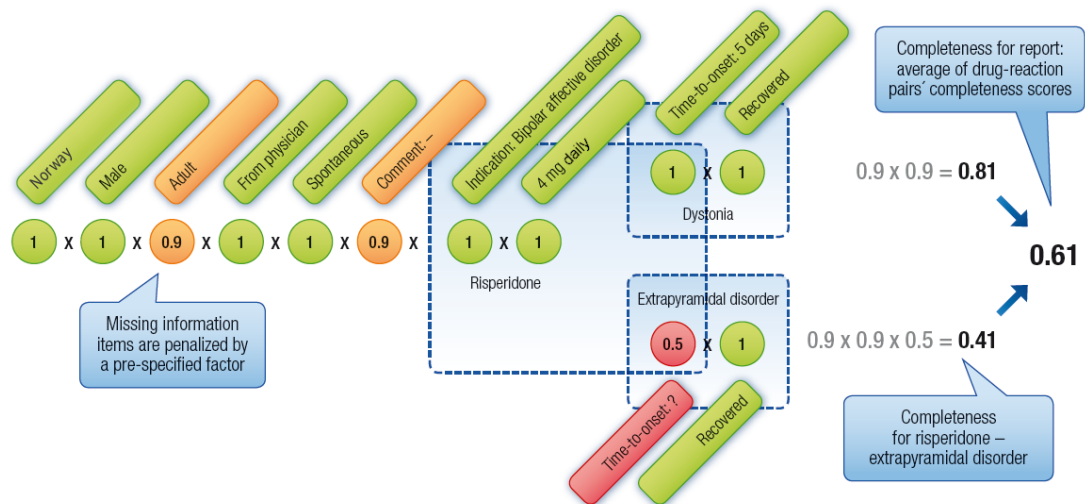 Norway
Male
Adult
From physician
Spontaneous
Comment: –
Indication: Bipolar affective disorder
4 mg daily
Time-to-onset: 5 days
Recovered
Completeness for report:
average of drug-reaction
pairs´ completeness scores
1 x 1
Dystonia
0.9 x 0.9 = 0.81
1 x 1 x 0.9 x 1 x 1 x 0.9 x 1 x 1
Risperidone
0.61
Missing information
items are penalized by
a pre-specified factor
Extrapyramidal disorder
0.5 x 1
0.9 x 0.9 x 0.5 = 0.41
Time-to-onset: ?
Recovered
Completeness
for risperidone –
extrapyramidal disorder